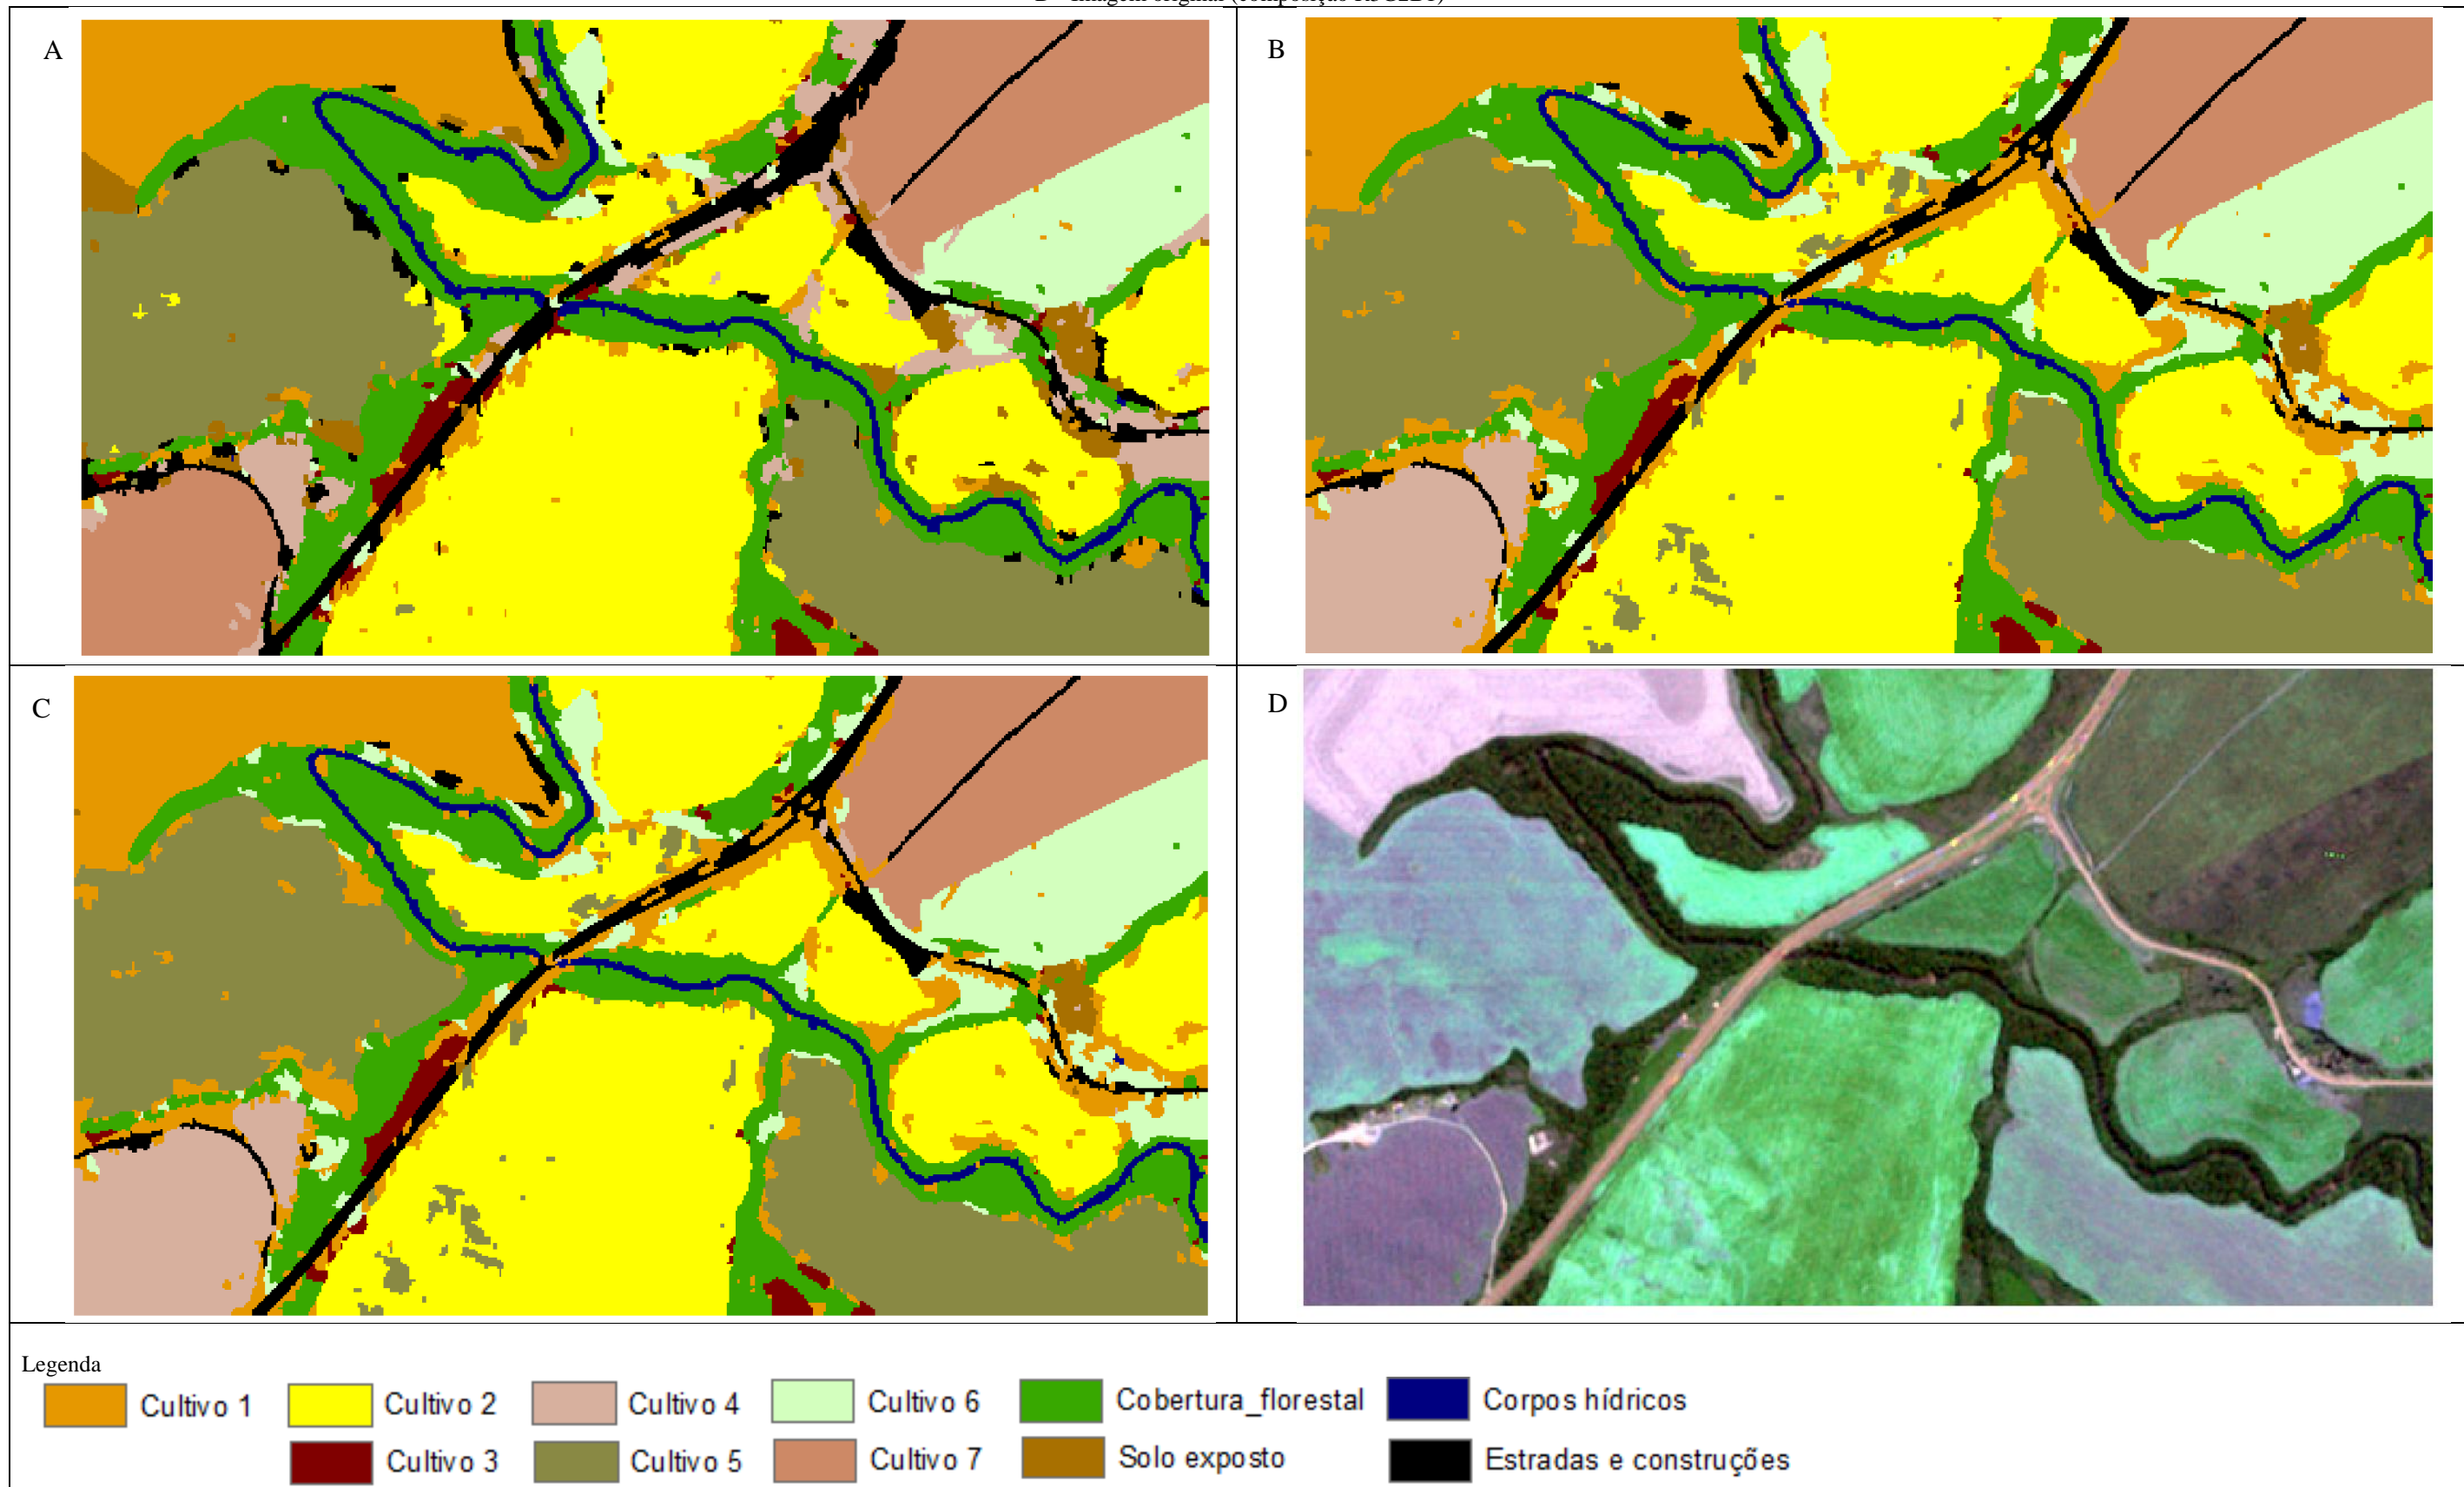 A
B
C
D
Legenda
Cultivo 1
Cultivo 2
Cultivo 4
Cultivo 6
Cobertura_florestal
Corpos hídricos
Cultivo 3
Cultivo 5
Cultivo 7
Solo exposto
Estradas e construções